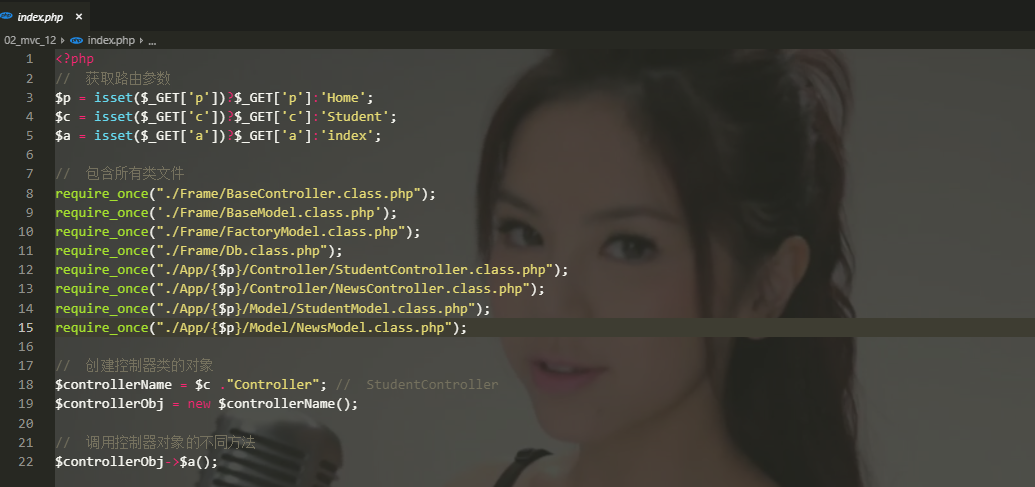 index.php ×
02_mvc_12 › index.php › ...
1 <?php
2 // 获取路由参数
3 $p = isset($_GET['p'])?$_GET['p']:'Home';
4 $c = isset($_GET['c'])?$_GET['c']:'Student';
5 $a = isset($_GET['a'])?$_GET['a']:'index';
6
7 // 包含所有类文件
8 require_once("./Frame/BaseController.class.php");
9 require_once('./Frame/BaseModel.class.php');
10 require_once("./Frame/FactoryModel.class.php");
11 require_once("./Frame/Db.class.php");
12 require_once("./App/{$p}/Controller/StudentController.class.php");
13 require_once("./App/{$p}/Controller/NewsController.class.php");
14 require_once("./App/{$p}/Model/StudentModel.class.php");
15 require_once("./App/{$p}/Model/NewsModel.class.php");
16
17 // 创建控制器类的对象
18 $controllerName = $c ."Controller"; // StudentController
19 $controllerObj = new $controllerName();
20
21 // 调用控制器对象的不同方法
22 $controllerObj->$a();